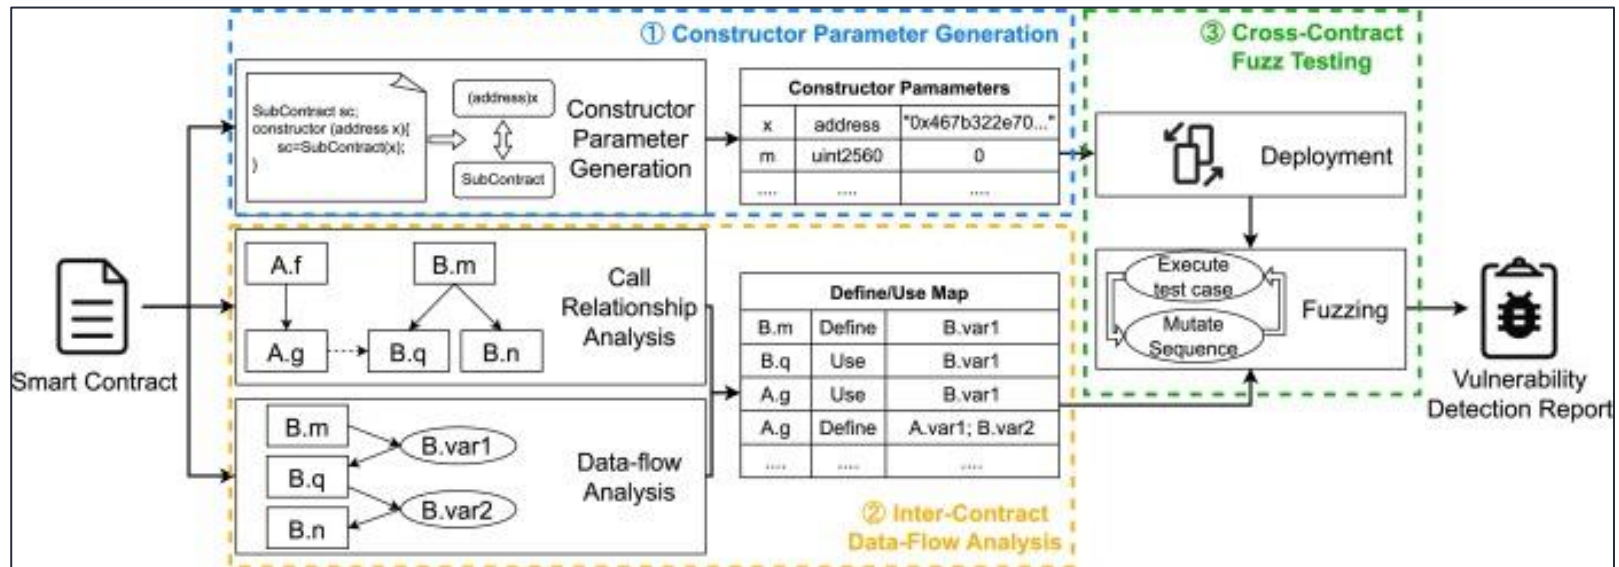 ① Constructor Parameter Generation
SubContract sc;
constructor (address x){
sc=SubContract(x);
}
(address)x
SubContract
Constructor
Parameter
Generation
Constructor Pamameters
x address "0x467b322e70..."
m uint2560 0
.... .... ....
③ Cross-Contract
Fuzz Testing
Deployment
Execute
test case
Mutate
Sequence
Fuzzing
Smart Contract
A.f
B.m
A.g
B.q
B.n
Call
Relationship
Analysis
B.m
B.q
B.n
B.var1
B.var2
Data-flow
Analysis
Define/Use Map
B.m Define B.var1
B.q Use B.var1
A.g Use B.var1
A.g Define A.var1; B.var2
.... .... ....
② Inter-Contract
Data-Flow Analysis
Vulnerability
Detection Report